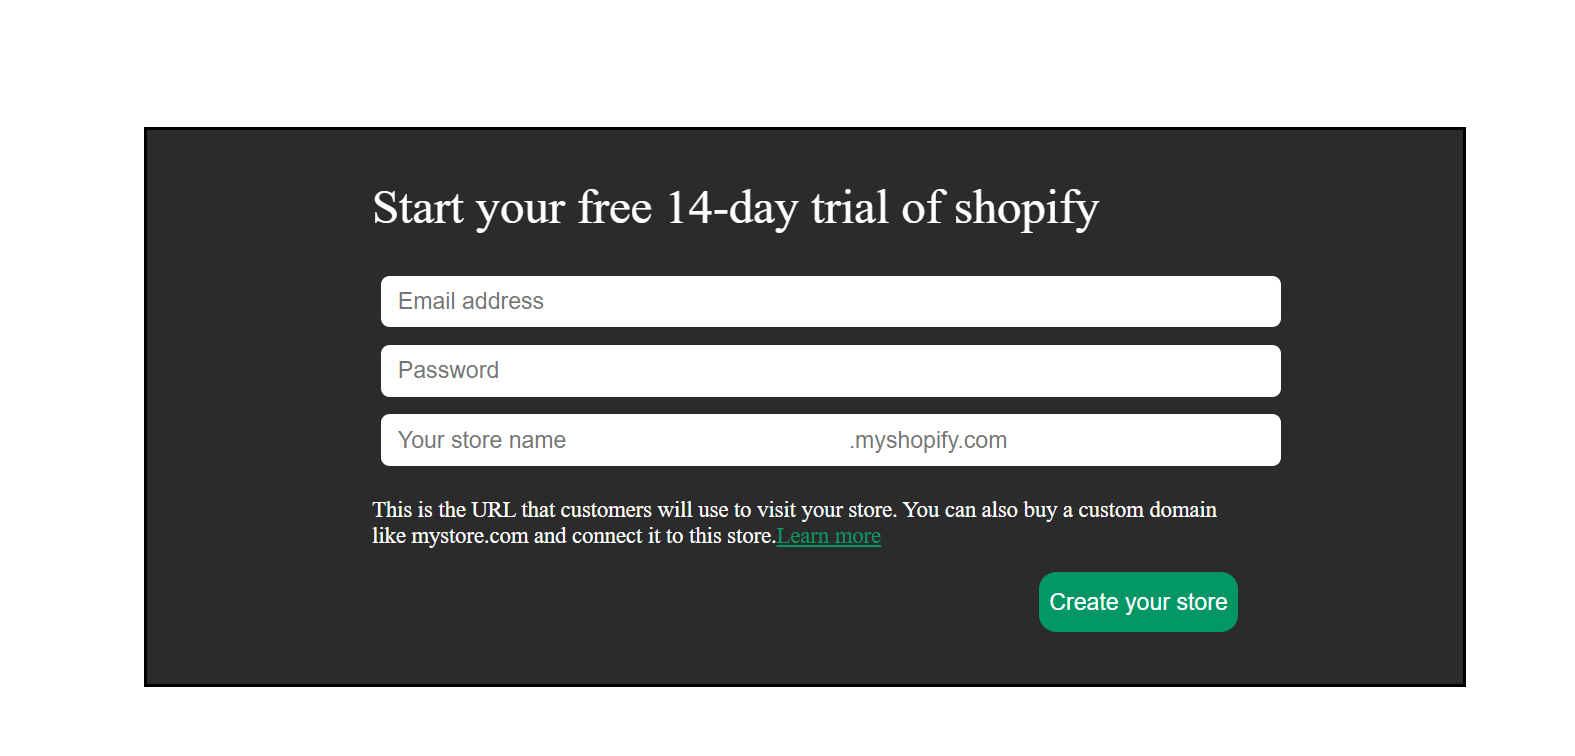 Start your free 14-day trial of shopify
Email address
Password
Your store name .myshopify.com
This is the URL that customers will use to visit your store. You can also buy a custom domain
like mystore.com and connect it to this store.Learn more
Create your store